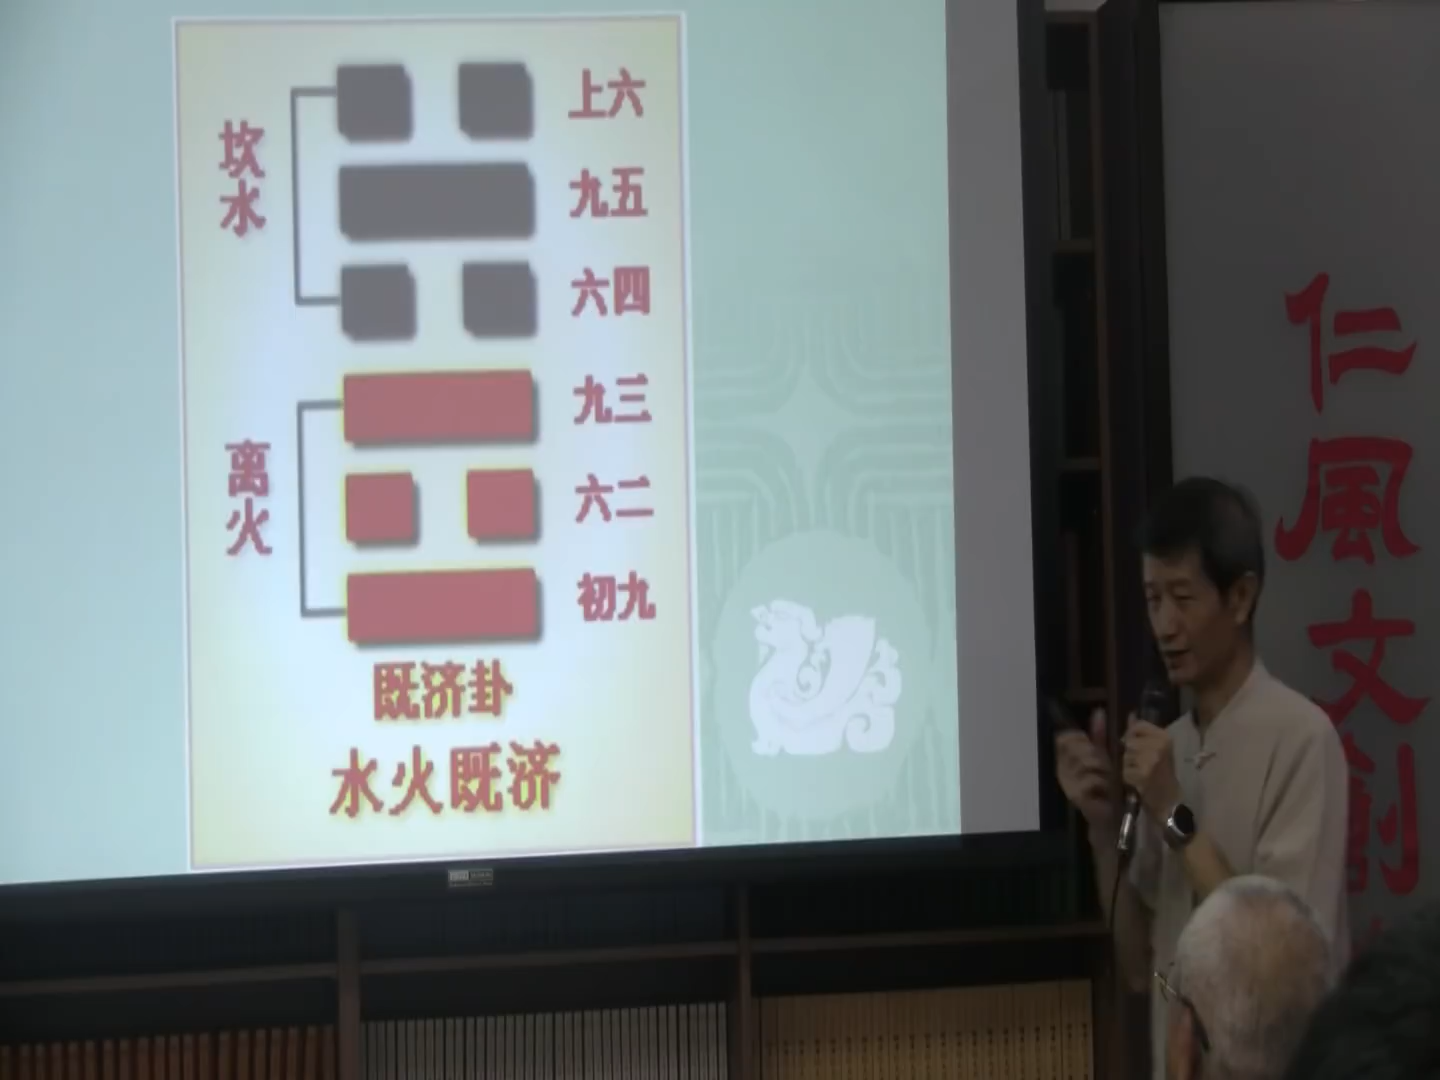 坎水
上六
九五
六四
离火
九三
六二
初九
既济卦
水火既济
仁風文創